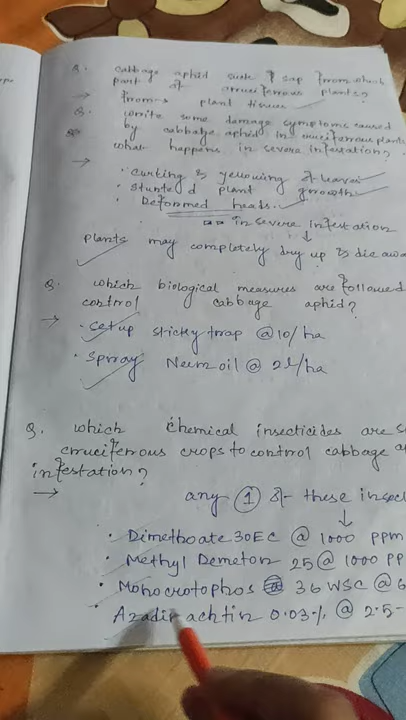 Q. cabbage aphid suck sap from which
part of cruciferous plants?
→ from plant tissue
Q. write some damage symptoms caused
by cabbage aphid in cruciferous plants
what happens in severe infestation?
→
· curling & yellowing of leaves
· stunted plant growth
· Deformed heads.
in severe infestation
↓
plants may completely dry up & die awa
Q. which biological measures are followed
control cabbage aphid?
→ · setup sticky trap @ 10/ha
· Spray Neem oil @ 2l/ha
Q. which chemical insecticides are s
cruciferous crops to control cabbage a
infestation?
→ any ① of these insec
↓
· Dimethoate 30EC @ 1000 ppm
· Methyl Demeton 25 @ 1000 pp
· Monocrotophos @ 36 WSC @ 6
· Azadirachtin 0.03% @ 2.5-